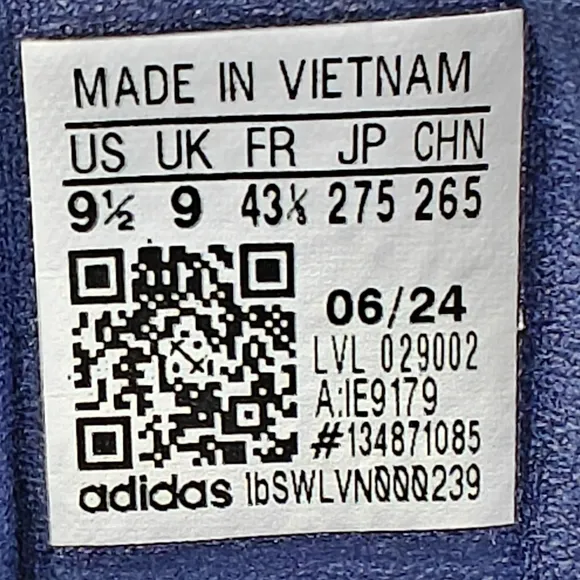 MADE IN VIETNAM
US UK FR JP CHN
9½ 9 43⅓ 275 265
06/24
LVL 029002
A:IE9179
#134871085
adidas 1bSWLVN000239